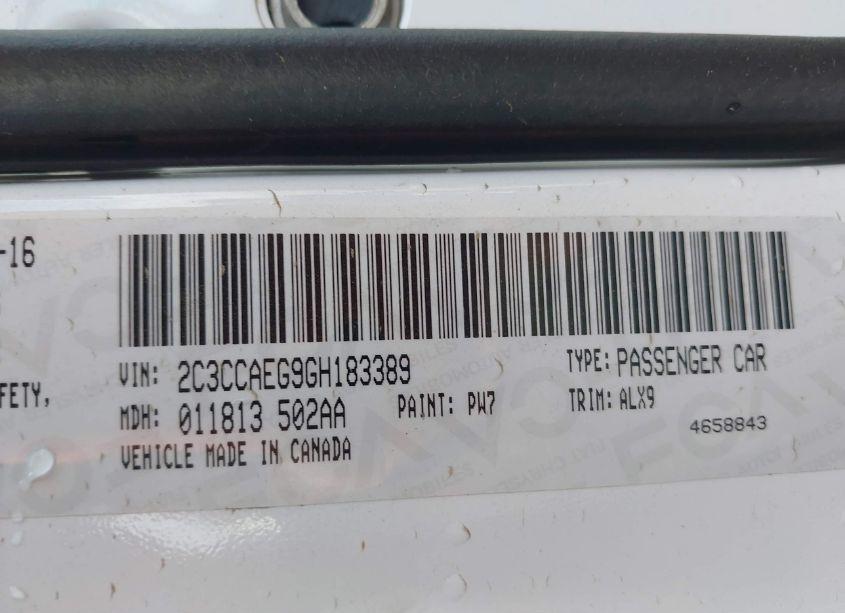 -16
VIN: 2C3CCAEG9GH183389
TYPE: PASSENGER CAR
FETY,
MDH: 011813 502AA
PAINT: PW7
TRIM: ALX9
4658843
VEHICLE MADE IN CANADA